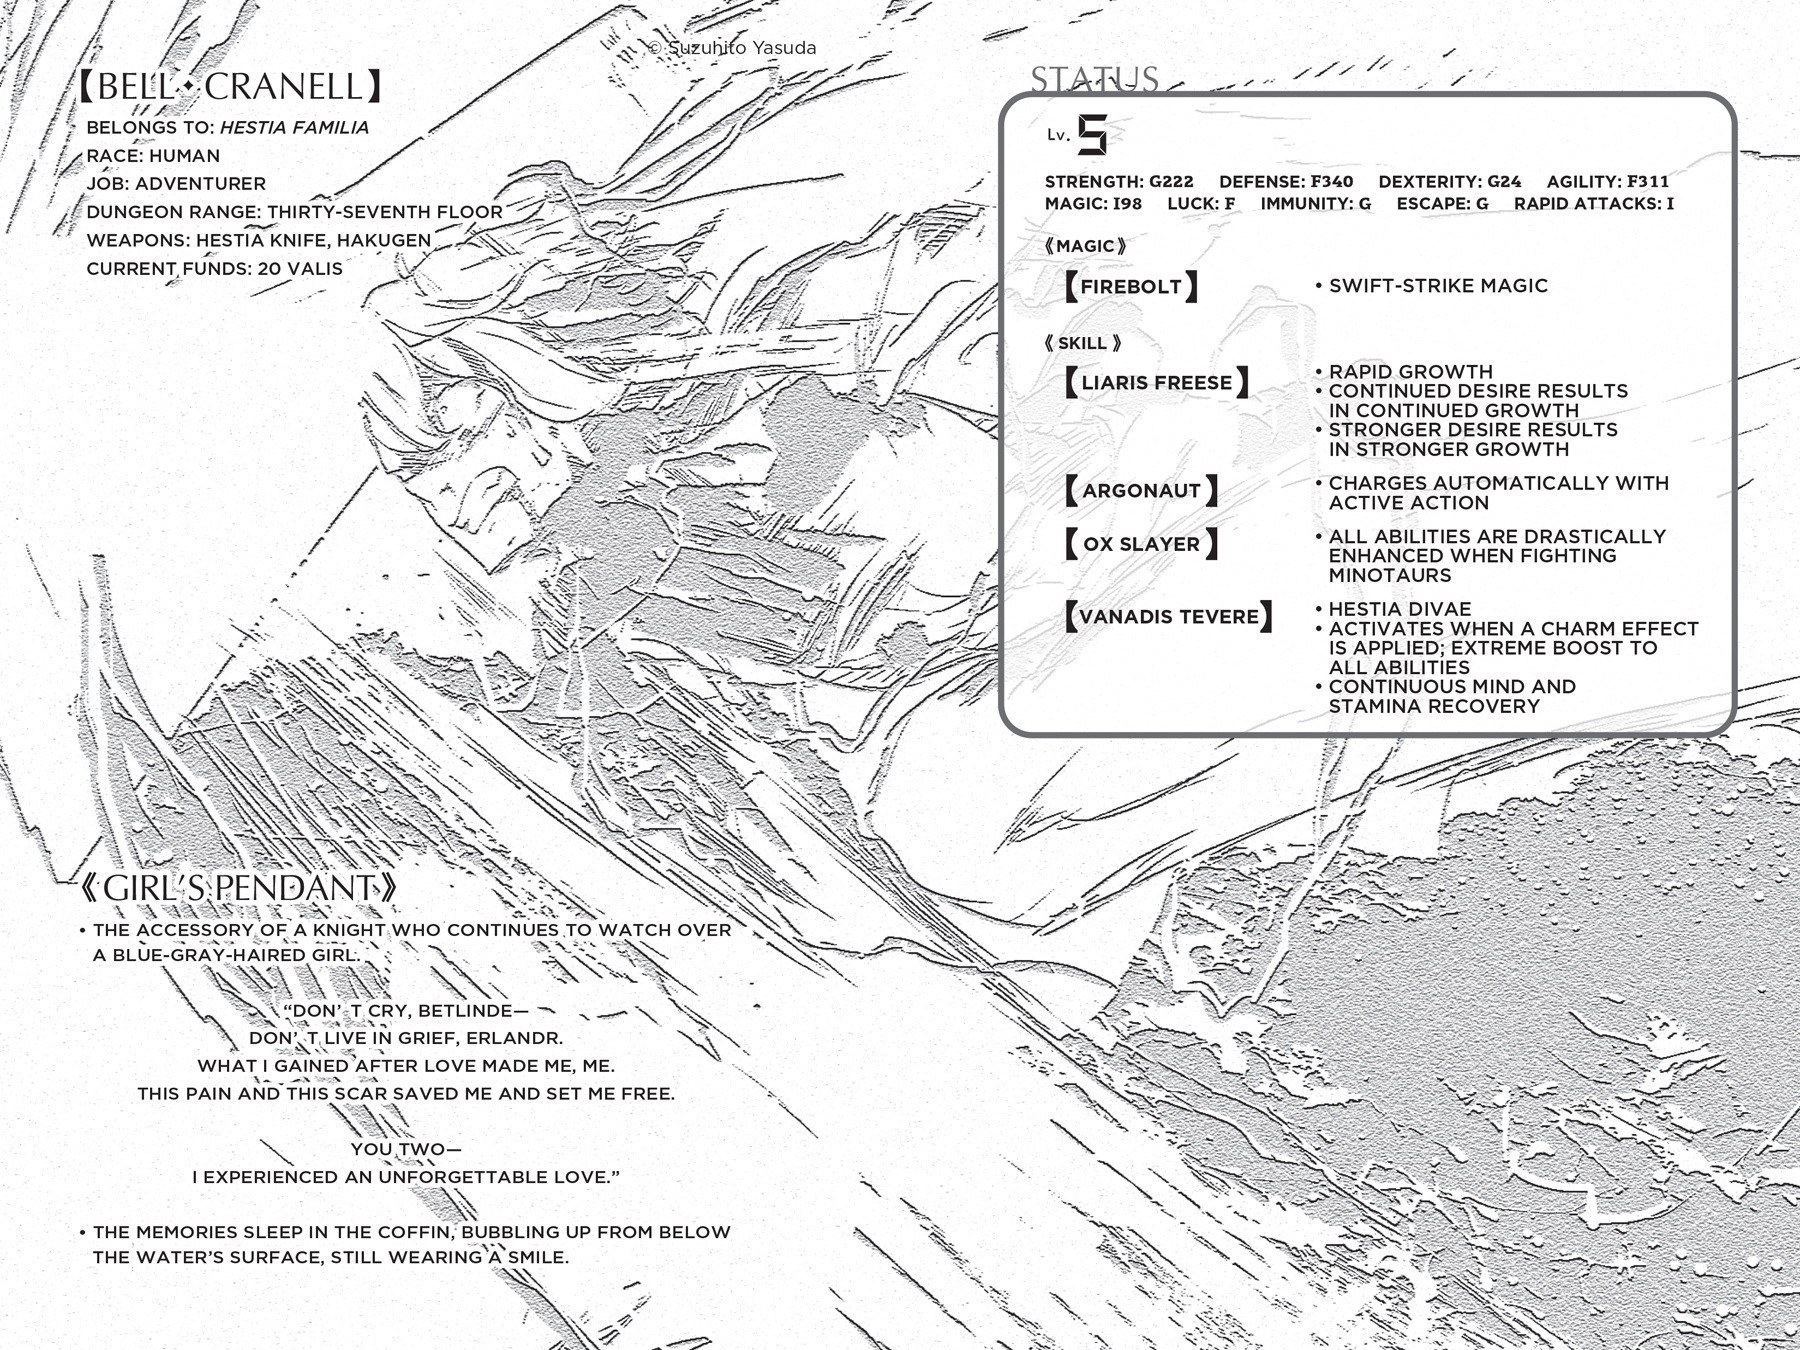 © Suzuhito Yasuda
【BELL・CRANELL】
BELONGS TO: HESTIA FAMILIA
RACE: HUMAN
JOB: ADVENTURER
DUNGEON RANGE: THIRTY-SEVENTH FLOOR
WEAPONS: HESTIA KNIFE, HAKUGEN
CURRENT FUNDS: 20 VALIS
STATUS
Lv. 5
STRENGTH: G222 DEFENSE: F340 DEXTERITY: G24 AGILITY: F311
MAGIC: I98 LUCK: F IMMUNITY: G ESCAPE: G RAPID ATTACKS: I
《MAGIC》
【FIREBOLT】 • SWIFT-STRIKE MAGIC
《SKILL》
【LIARIS FREESE】 • RAPID GROWTH
• CONTINUED DESIRE RESULTS
IN CONTINUED GROWTH
• STRONGER DESIRE RESULTS
IN STRONGER GROWTH
【ARGONAUT】 • CHARGES AUTOMATICALLY WITH
ACTIVE ACTION
【OX SLAYER】 • ALL ABILITIES ARE DRASTICALLY
ENHANCED WHEN FIGHTING
MINOTAURS
【VANADIS TEVERE】 • HESTIA DIVAE
• ACTIVATES WHEN A CHARM EFFECT
IS APPLIED; EXTREME BOOST TO
ALL ABILITIES
• CONTINUOUS MIND AND
STAMINA RECOVERY
《GIRL'S PENDANT》
• THE ACCESSORY OF A KNIGHT WHO CONTINUES TO WATCH OVER
A BLUE-GRAY-HAIRED GIRL.
“DON’ T CRY, BETLINDE—
DON’ T LIVE IN GRIEF, ERLANDR.
WHAT I GAINED AFTER LOVE MADE ME, ME.
THIS PAIN AND THIS SCAR SAVED ME AND SET ME FREE.
YOU TWO—
I EXPERIENCED AN UNFORGETTABLE LOVE.”
• THE MEMORIES SLEEP IN THE COFFIN, BUBBLING UP FROM BELOW
THE WATER’S SURFACE, STILL WEARING A SMILE.